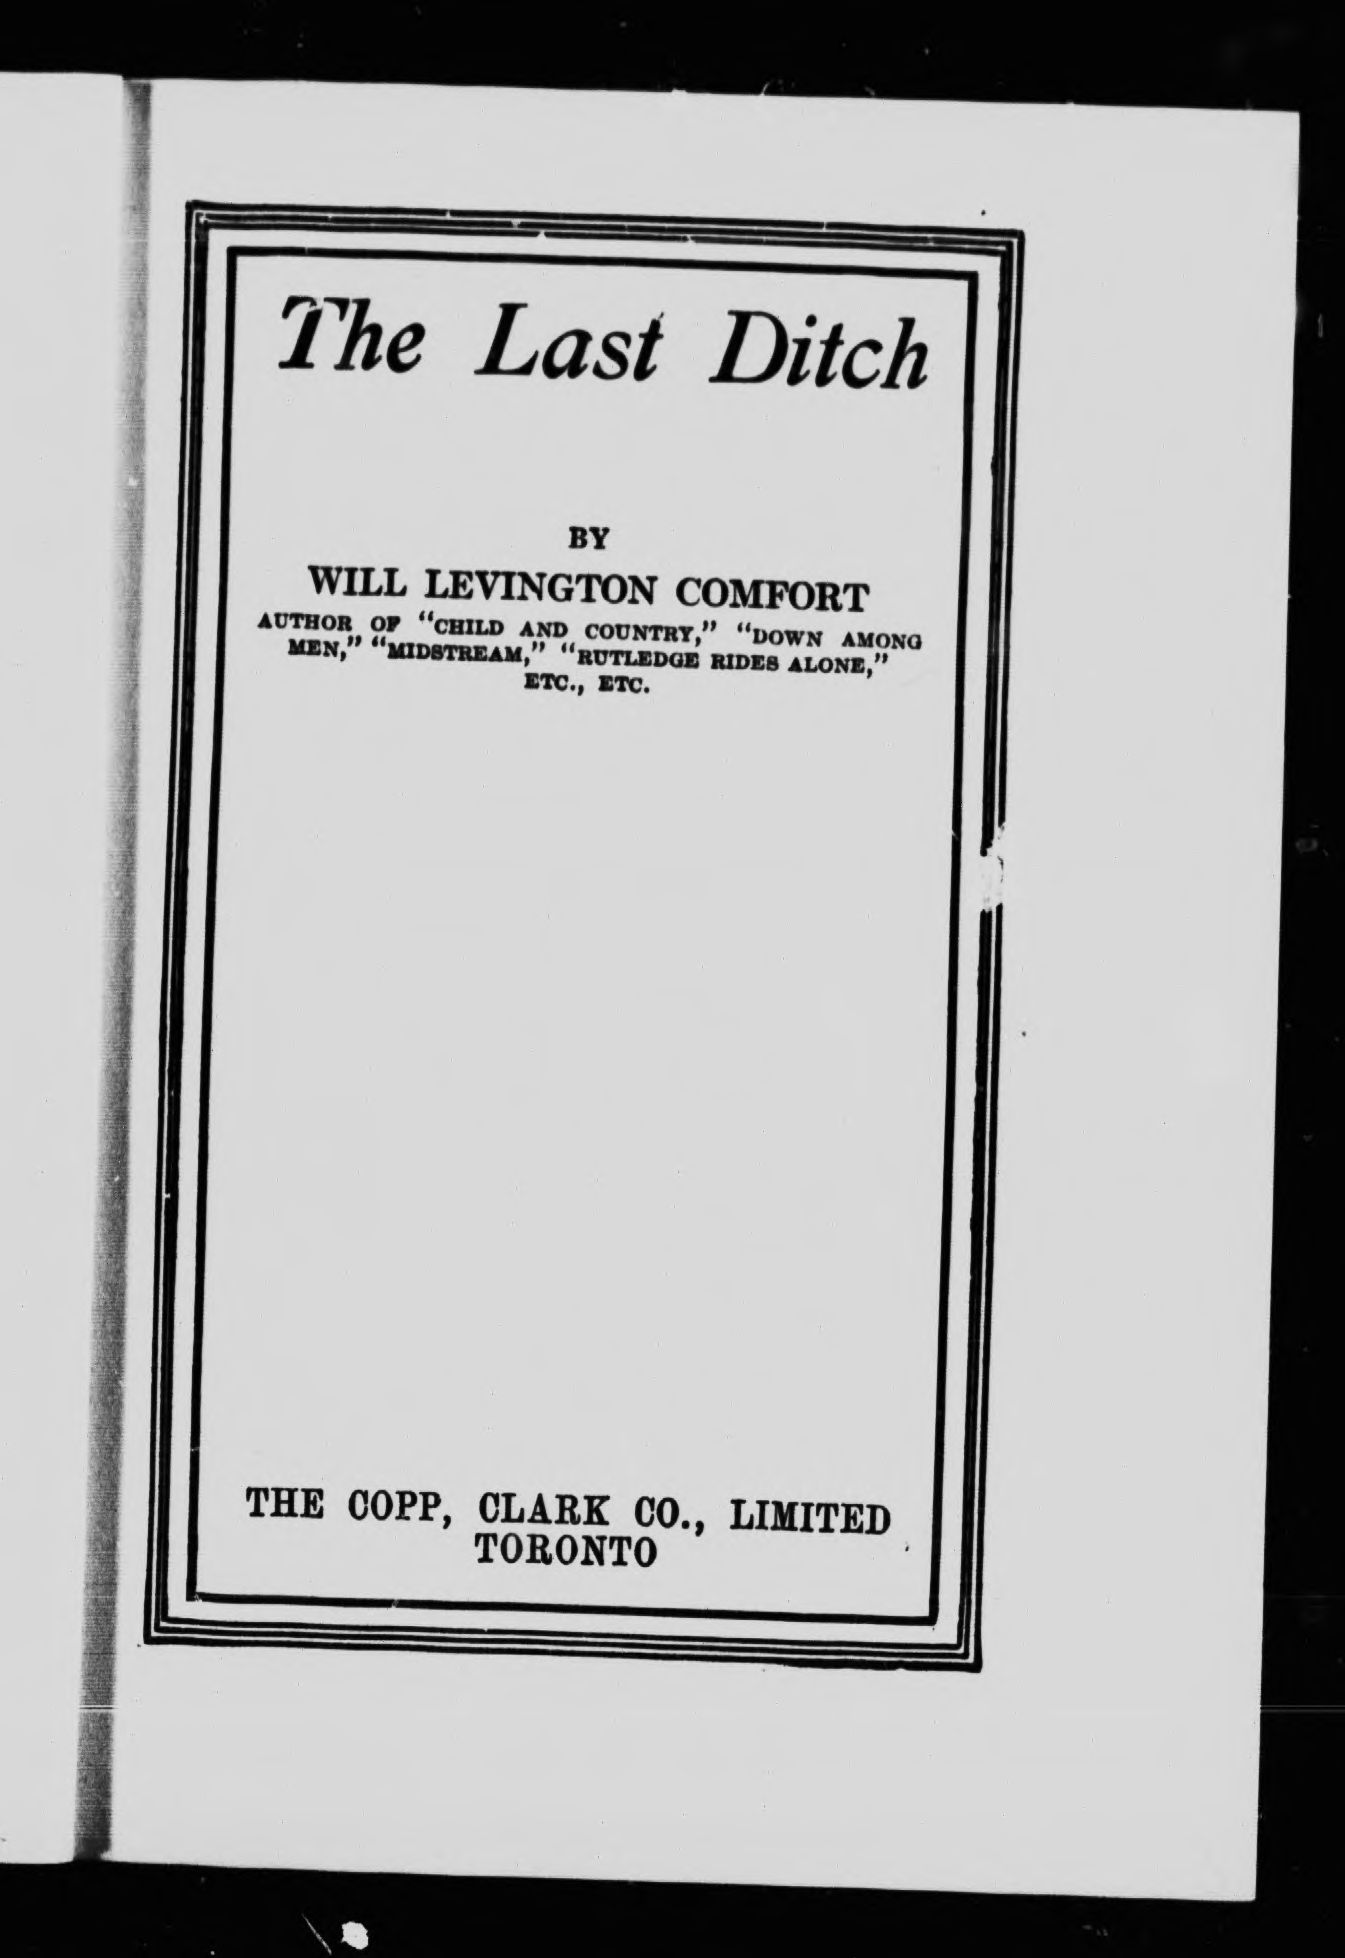 The Last Ditch
BY
WILL LEVINGTON COMFORT
AUTHOR OF “CHILD AND COUNTRY,” “DOWN AMONG
MEN,” “MIDSTREAM,” “RUTLEDGE RIDES ALONE,”
ETC., ETC.
THE COPP, CLARK CO., LIMITED
TORONTO